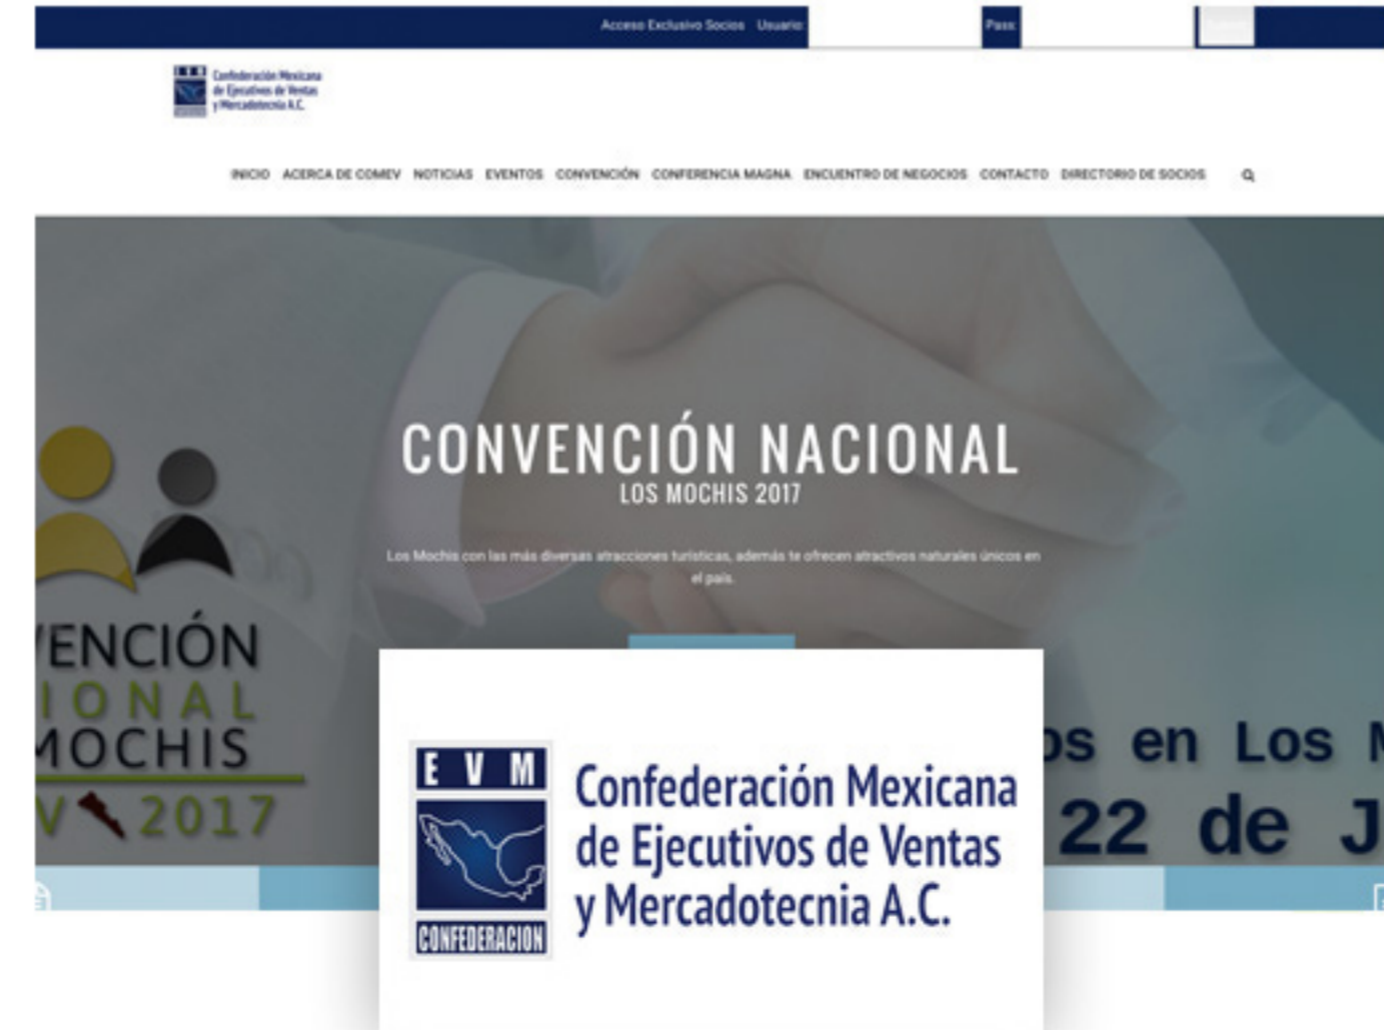 Acceso Exclusivo Socios Usuario: Pass:
Confederación Mexicana
de Ejecutivos de Ventas
y Mercadotecnia A.C.
INICIO ACERCA DE COMEV NOTICIAS EVENTOS CONVENCIÓN CONFERENCIA MAGNA ENCUENTRO DE NEGOCIOS CONTACTO DIRECTORIO DE SOCIOS
CONVENCIÓN NACIONAL
LOS MOCHIS 2017
Los Mochis con las más diversas atracciones turísticas, además te ofrecen atractivos naturales únicos en
el país.
VENCIÓN
IONAL
MOCHIS
V 2017
os en Los M
22 de J
E V M
CONFEDERACION
Confederación Mexicana
de Ejecutivos de Ventas
y Mercadotecnia A.C.